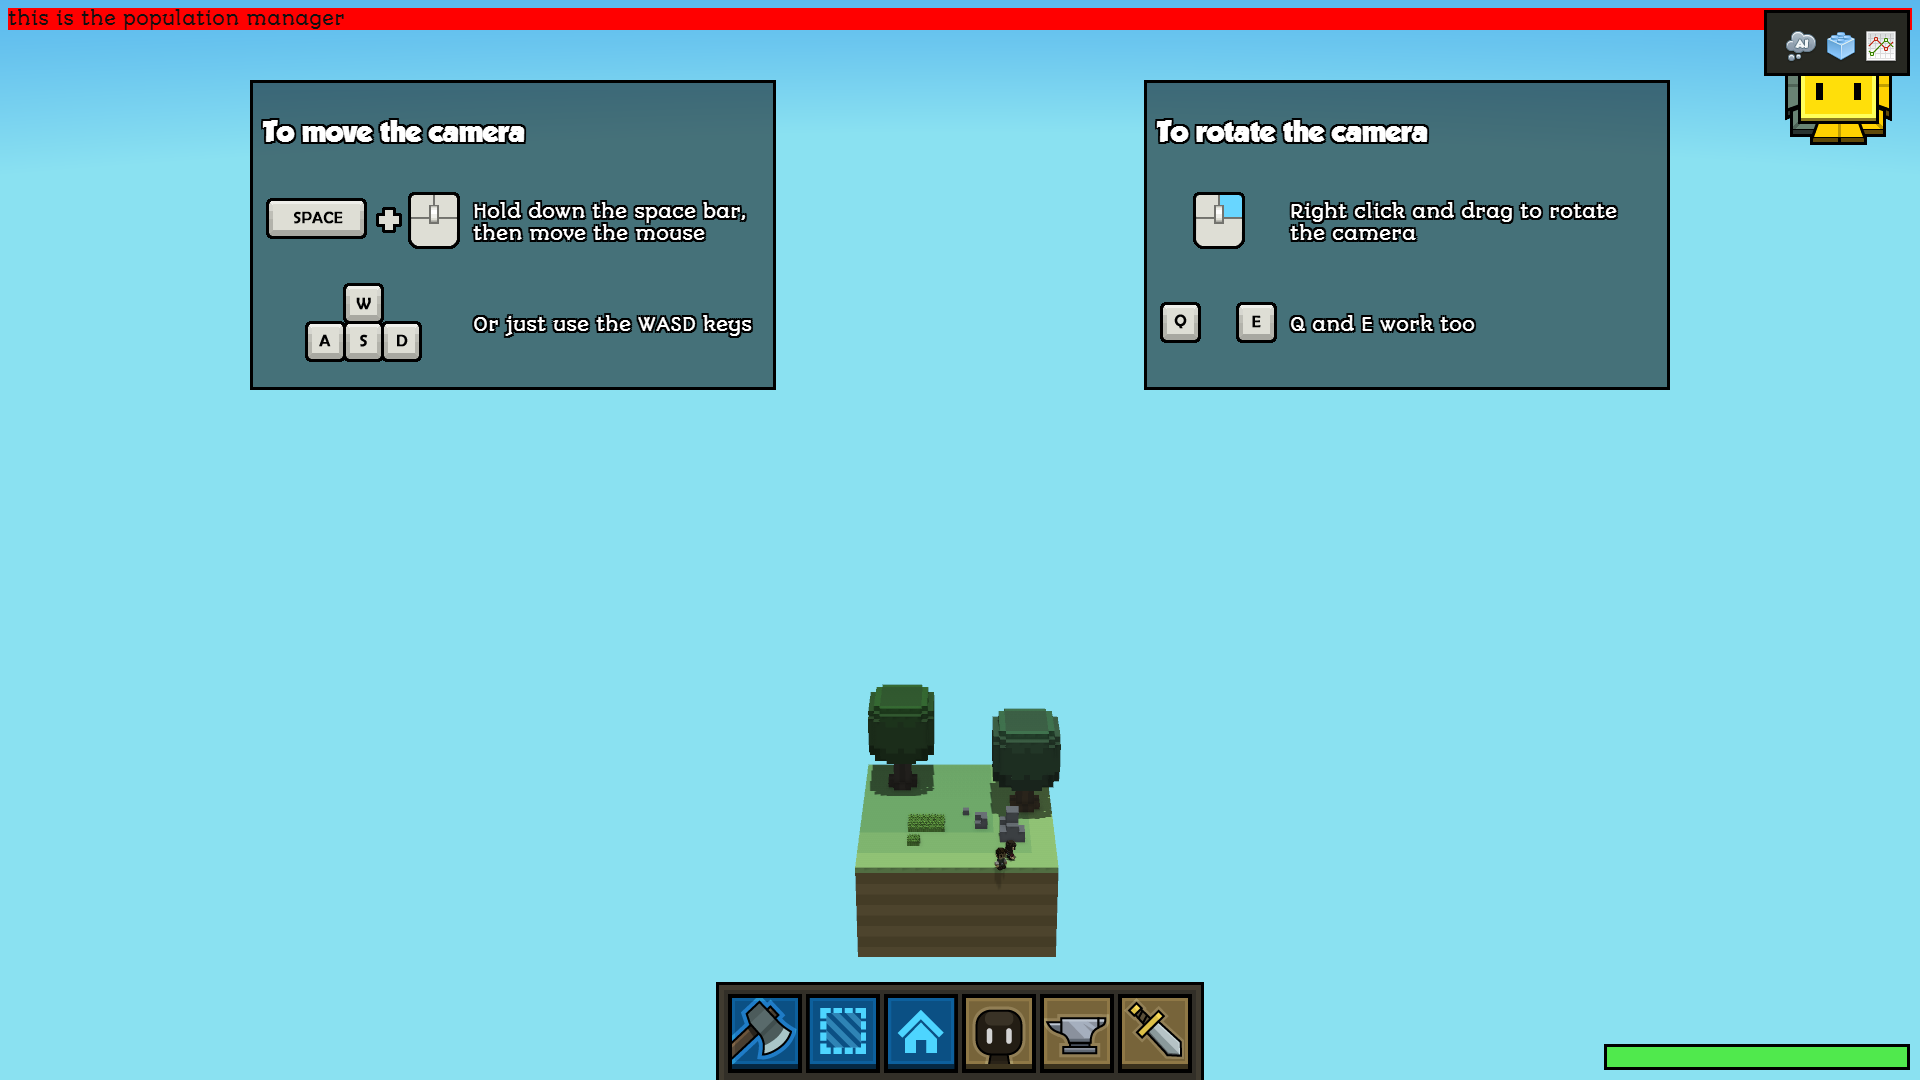 this is the population manager
AI
To move the camera
SPACE
Hold down the space bar,
then move the mouse
W
A S D
Or just use the WASD keys
To rotate the camera
Right click and drag to rotate
the camera
Q E
Q and E work too